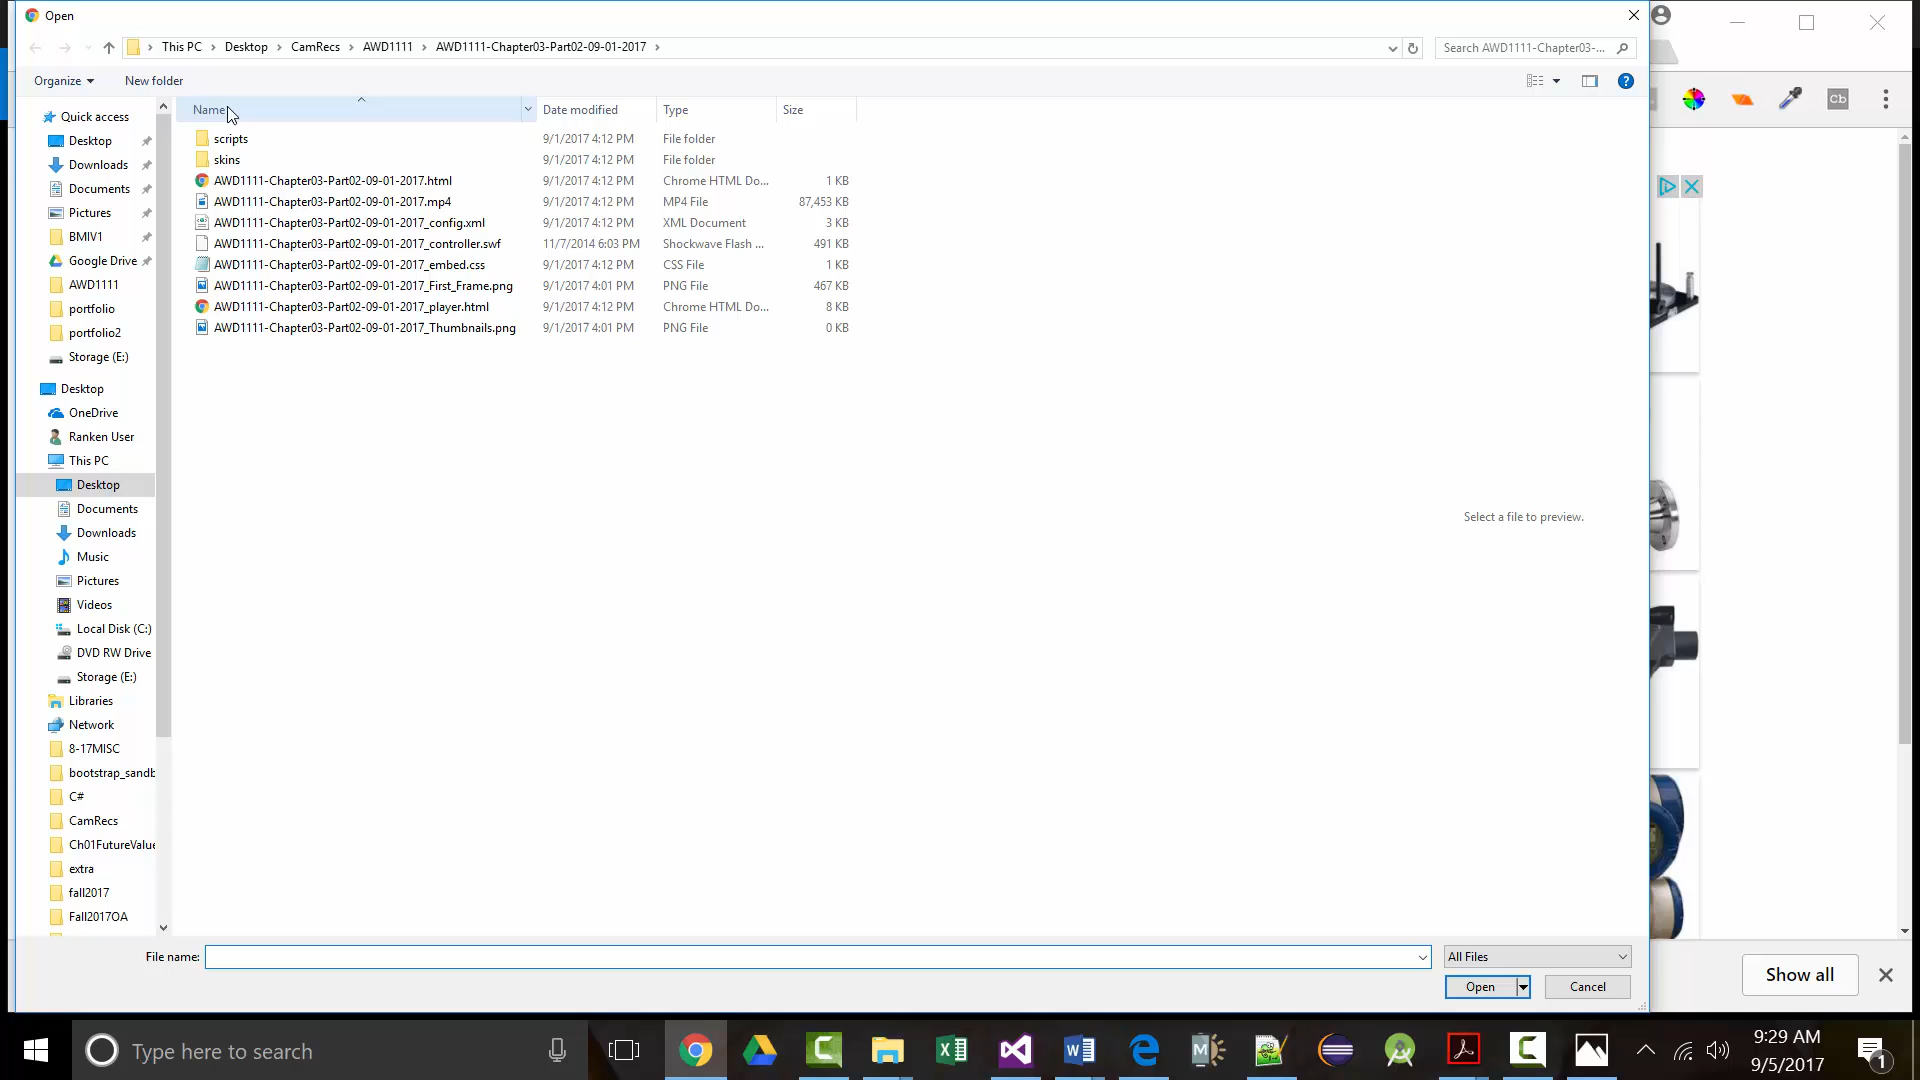 Open
This PC > Desktop > CamRecs > AWD1111 > AWD1111-Chapter03-Part02-09-01-2017 >
Search AWD1111-Chapter03-...
Organize
New folder
Name
Date modified
Type
Size
scripts 9/1/2017 4:12 PM File folder
skins 9/1/2017 4:12 PM File folder
AWD1111-Chapter03-Part02-09-01-2017.html 9/1/2017 4:12 PM Chrome HTML Do... 1 KB
AWD1111-Chapter03-Part02-09-01-2017.mp4 9/1/2017 4:12 PM MP4 File 87,453 KB
AWD1111-Chapter03-Part02-09-01-2017_config.xml 9/1/2017 4:12 PM XML Document 3 KB
AWD1111-Chapter03-Part02-09-01-2017_controller.swf 11/7/2014 6:03 PM Shockwave Flash ... 491 KB
AWD1111-Chapter03-Part02-09-01-2017_embed.css 9/1/2017 4:12 PM CSS File 1 KB
AWD1111-Chapter03-Part02-09-01-2017_First_Frame.png 9/1/2017 4:01 PM PNG File 467 KB
AWD1111-Chapter03-Part02-09-01-2017_player.html 9/1/2017 4:12 PM Chrome HTML Do... 8 KB
AWD1111-Chapter03-Part02-09-01-2017_Thumbnails.png 9/1/2017 4:01 PM PNG File 0 KB
Quick access
Desktop
Downloads
Documents
Pictures
BMIV1
Google Drive
AWD1111
portfolio
portfolio2
Storage (E:)
Desktop
OneDrive
Ranken User
This PC
Desktop
Documents
Downloads
Music
Pictures
Videos
Local Disk (C:)
DVD RW Drive
Storage (E:)
Libraries
Network
8-17MISC
bootstrap_sandb
C#
CamRecs
Ch01FutureValue
extra
fall2017
Fall2017OA
Select a file to preview.
File name:
All Files
Open
Cancel
Cb
Show all
Type here to search
9:29 AM
9/5/2017
1